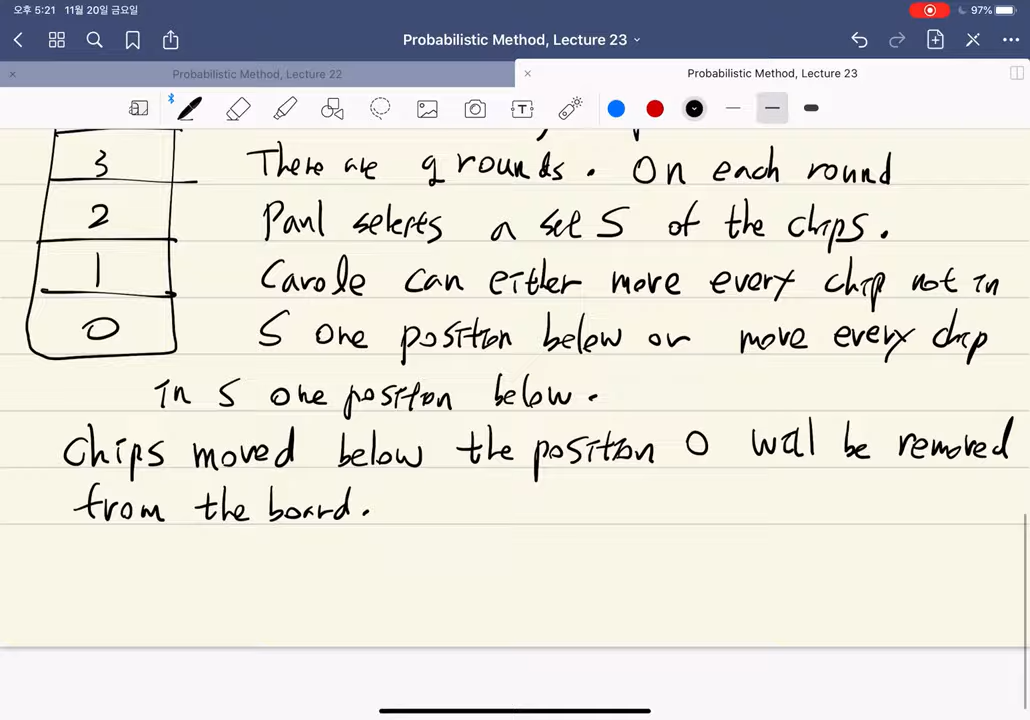 오후 5:21 11월 20일 금요일
97%
Probabilistic Method, Lecture 23
Probabilistic Method, Lecture 22
Probabilistic Method, Lecture 23
3
There are q rounds. On each round
2
Paul selects a set S of the chips.
1
Carole can either more every chip not in
0
S one position below or move every chip
in S one position below.
Chips moved below the position 0 will be removed
from the board.